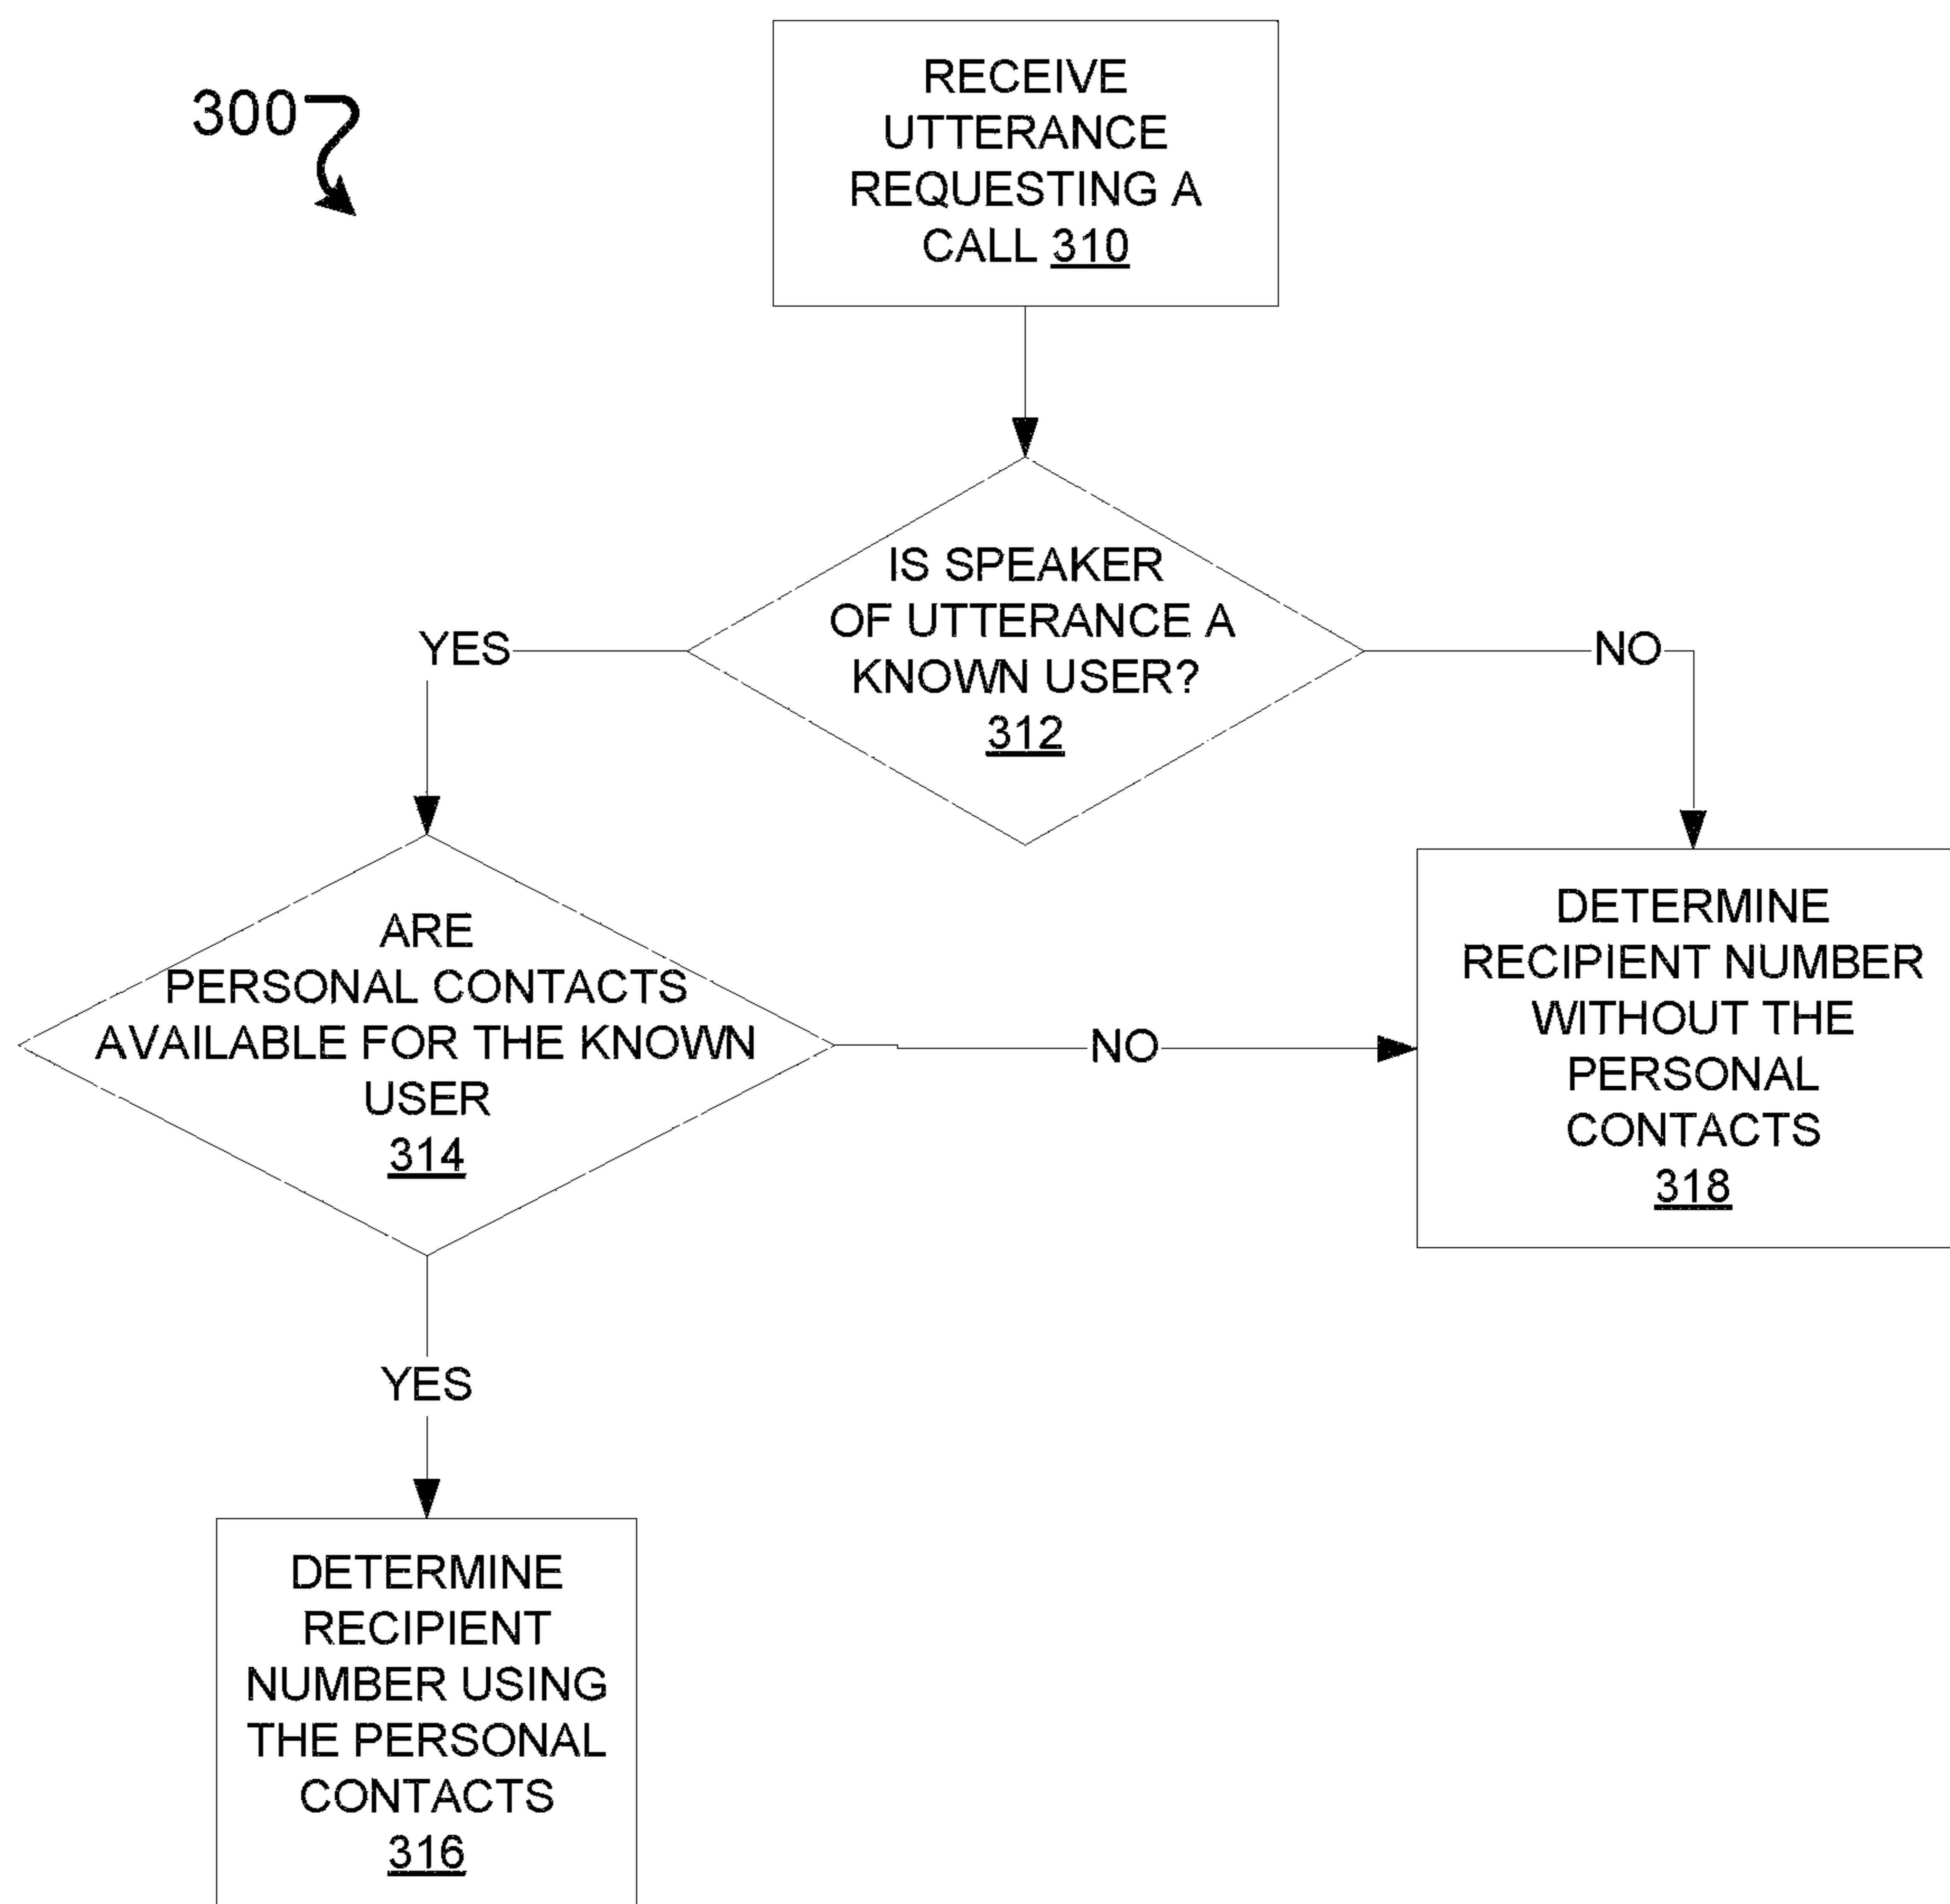 300
RECEIVE
UTTERANCE
REQUESTING A
CALL 310
IS SPEAKER
OF UTTERANCE A
KNOWN USER?
312
YES
NO
ARE
PERSONAL CONTACTS
AVAILABLE FOR THE KNOWN
USER
314
NO
DETERMINE
RECIPIENT NUMBER
WITHOUT THE
PERSONAL
CONTACTS
318
YES
DETERMINE
RECIPIENT
NUMBER USING
THE PERSONAL
CONTACTS
316